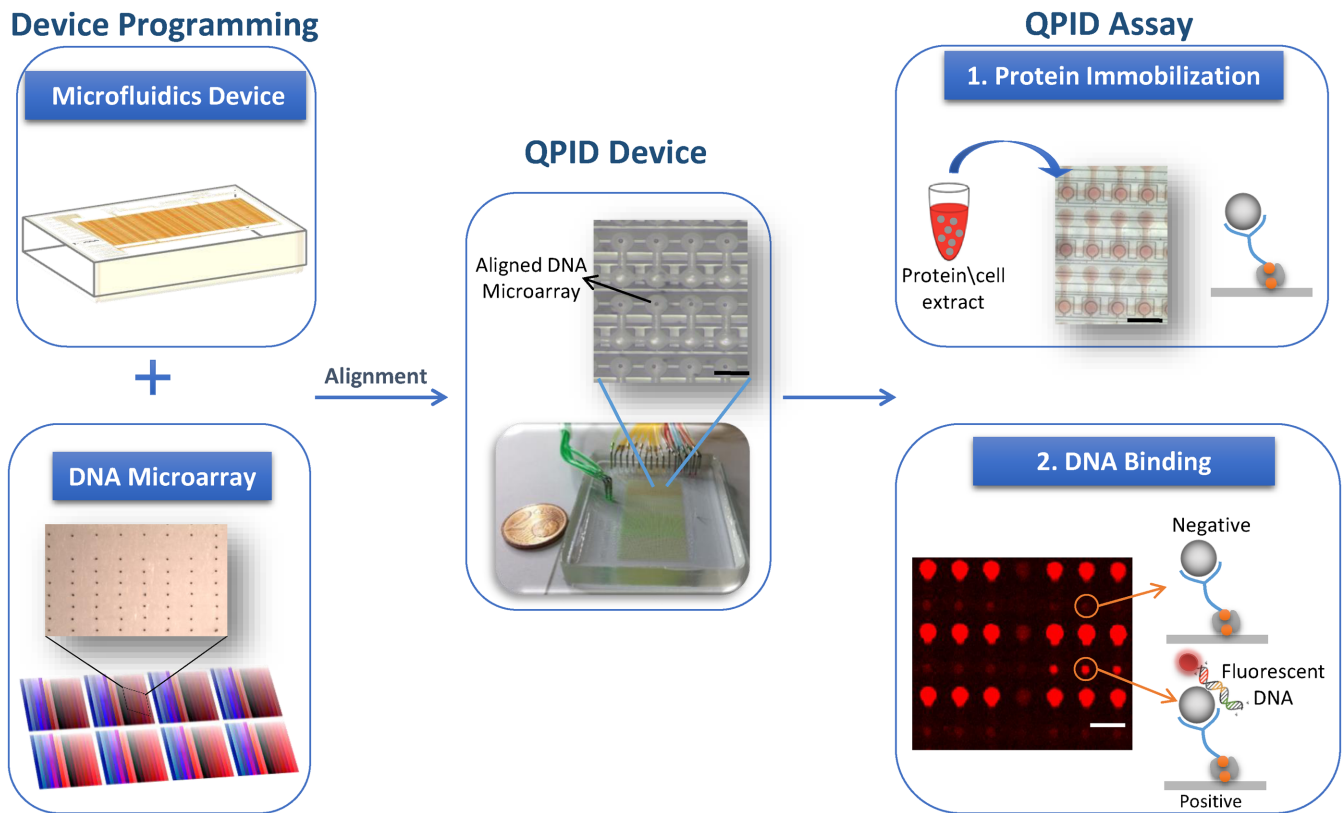 Device Programming
Microfluidics Device
DNA Microarray
Alignment
QPID Device
Aligned DNA
Microarray
QPID Assay
1. Protein Immobilization
Protein\cell
extract
2. DNA Binding
Negative
Fluorescent
DNA
Positive